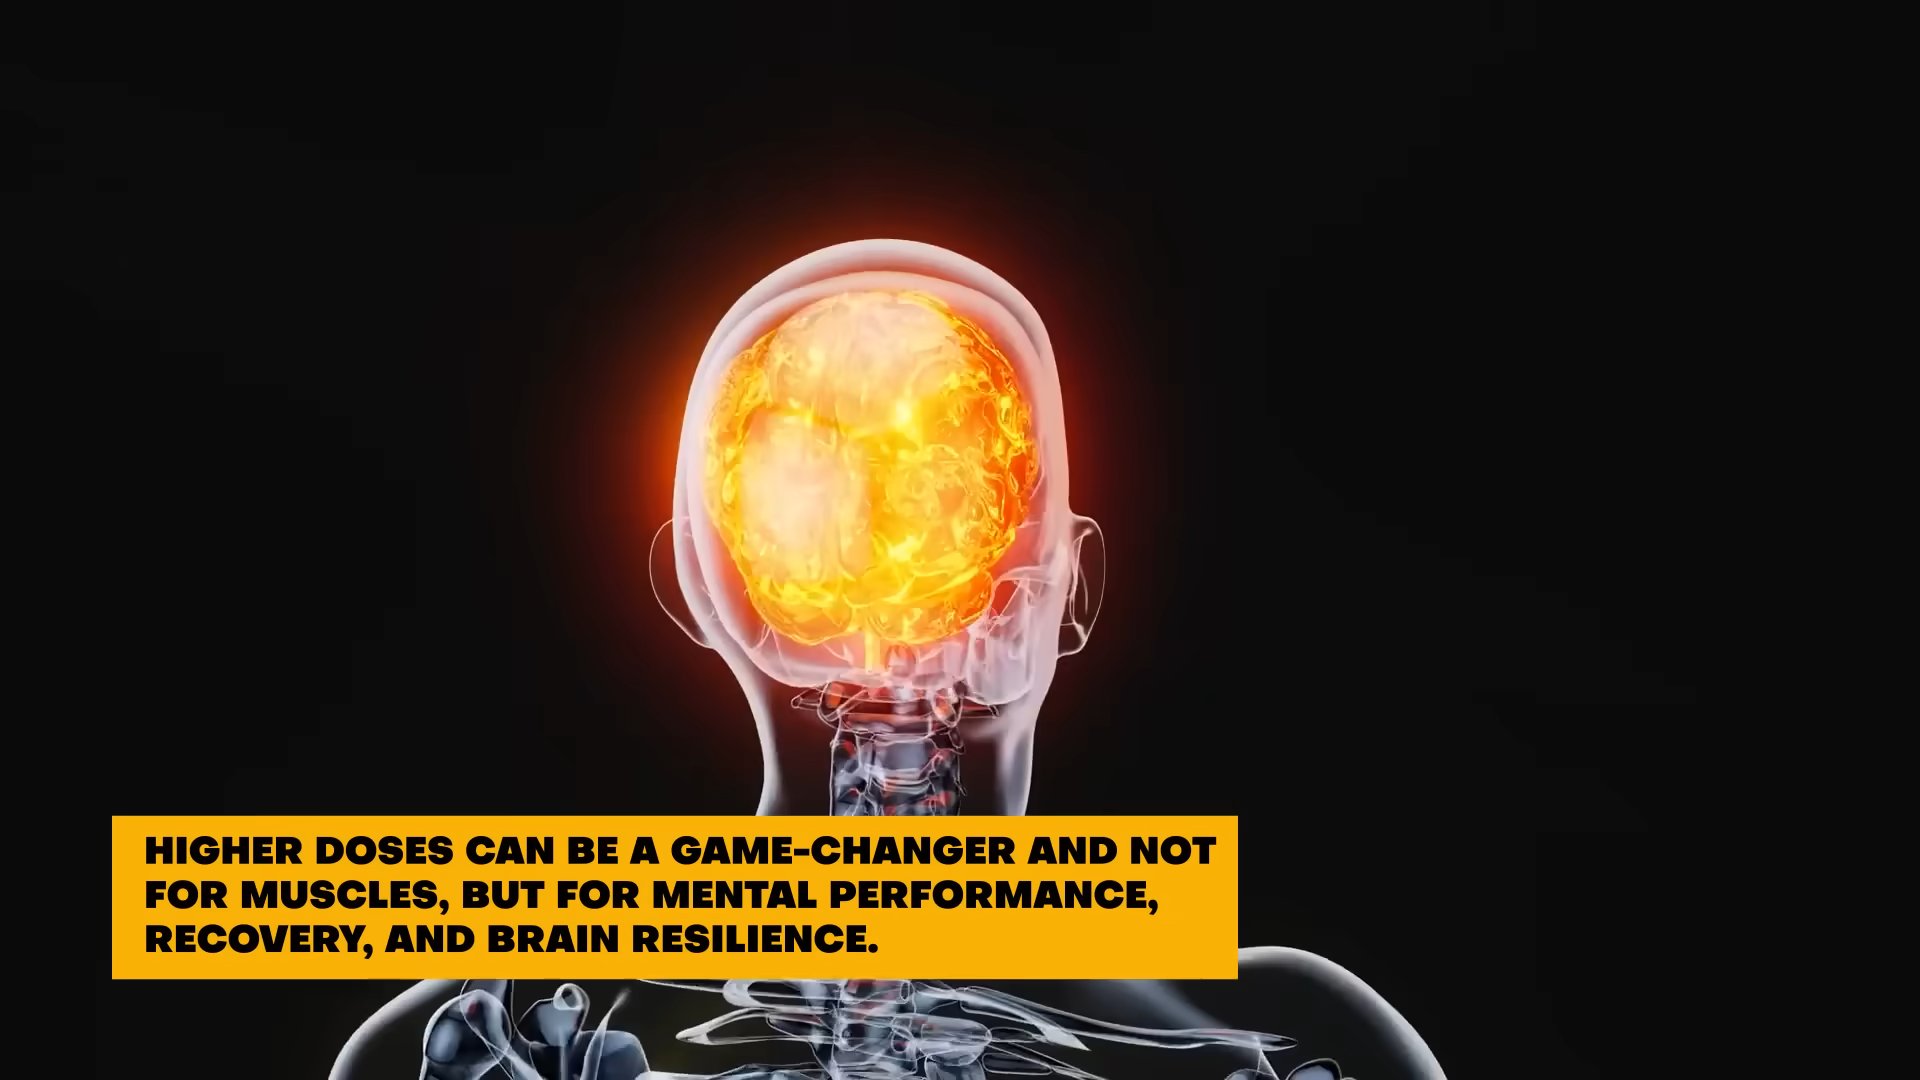 HIGHER DOSES CAN BE A GAME-CHANGER AND NOT
FOR MUSCLES, BUT FOR MENTAL PERFORMANCE,
RECOVERY, AND BRAIN RESILIENCE.